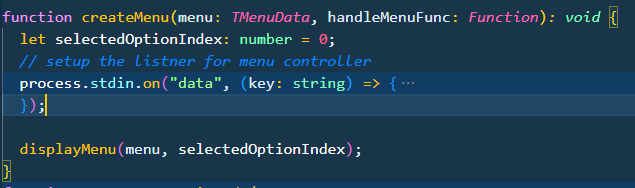 function createMenu(menu: TMenuData, handleMenuFunc: Function): void {
let selectedOptionIndex: number = 0;
// setup the listner for menu controller
process.stdin.on("data", (key: string) => {⋯
});
displayMenu(menu, selectedOptionIndex);
}